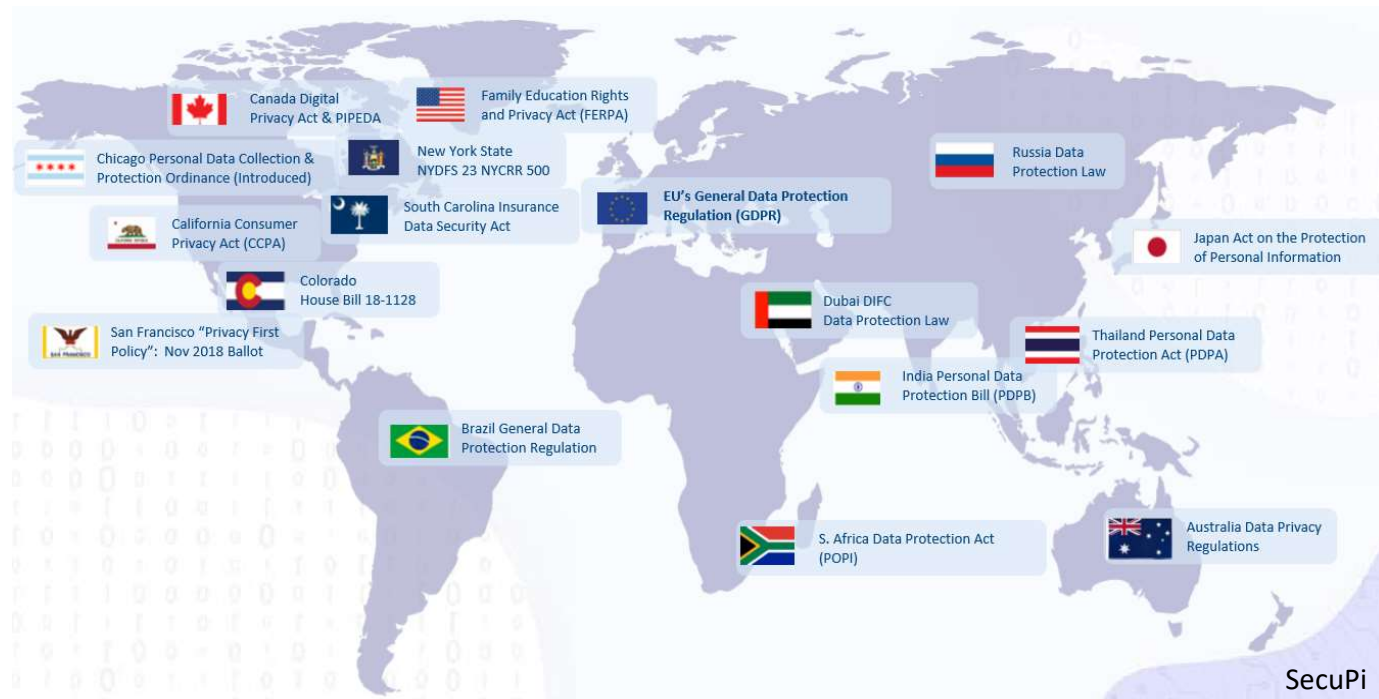 Canada Digital
Privacy Act & PIPEDA
Family Education Rights
and Privacy Act (FERPA)
Chicago Personal Data Collection &
Protection Ordinance (Introduced)
New York State
NYDFS 23 NYCRR 500
Russia Data
Protection Law
California Consumer
Privacy Act (CCPA)
South Carolina Insurance
Data Security Act
EU's General Data Protection
Regulation (GDPR)
Japan Act on the Protection
of Personal Information
Colorado
House Bill 18-1128
Dubai DIFC
Data Protection Law
San Francisco “Privacy First
Policy”: Nov 2018 Ballot
Thailand Personal Data
Protection Act (PDPA)
India Personal Data
Protection Bill (PDPB)
Brazil General Data
Protection Regulation
S. Africa Data Protection Act
(POPI)
Australia Data Privacy
Regulations
SecuPi